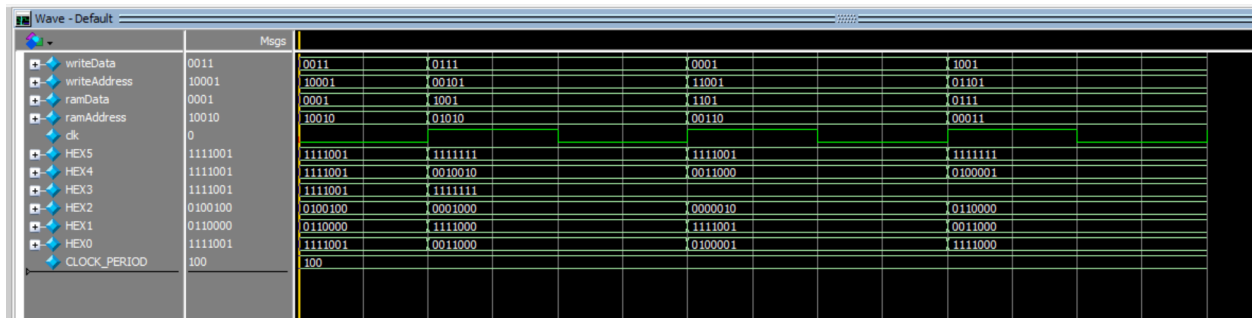 Wave - Default
Msgs
writeData 0011 0011 0111 0001 1001
writeAddress 10001 10001 00101 11001 01101
ramData 0001 0001 1001 1101 0111
ramAddress 10010 10010 01010 00110 00011
clk 0
HEX5 1111001 1111001 1111111 1111001 1111111
HEX4 1111001 1111001 0010010 0011000 0100001
HEX3 1111001 1111001 1111111
HEX2 0100100 0100100 0001000 0000010 0110000
HEX1 0110000 0110000 1111000 1111001 0011000
HEX0 1111001 1111001 0011000 0100001 1111000
CLOCK_PERIOD 100 100